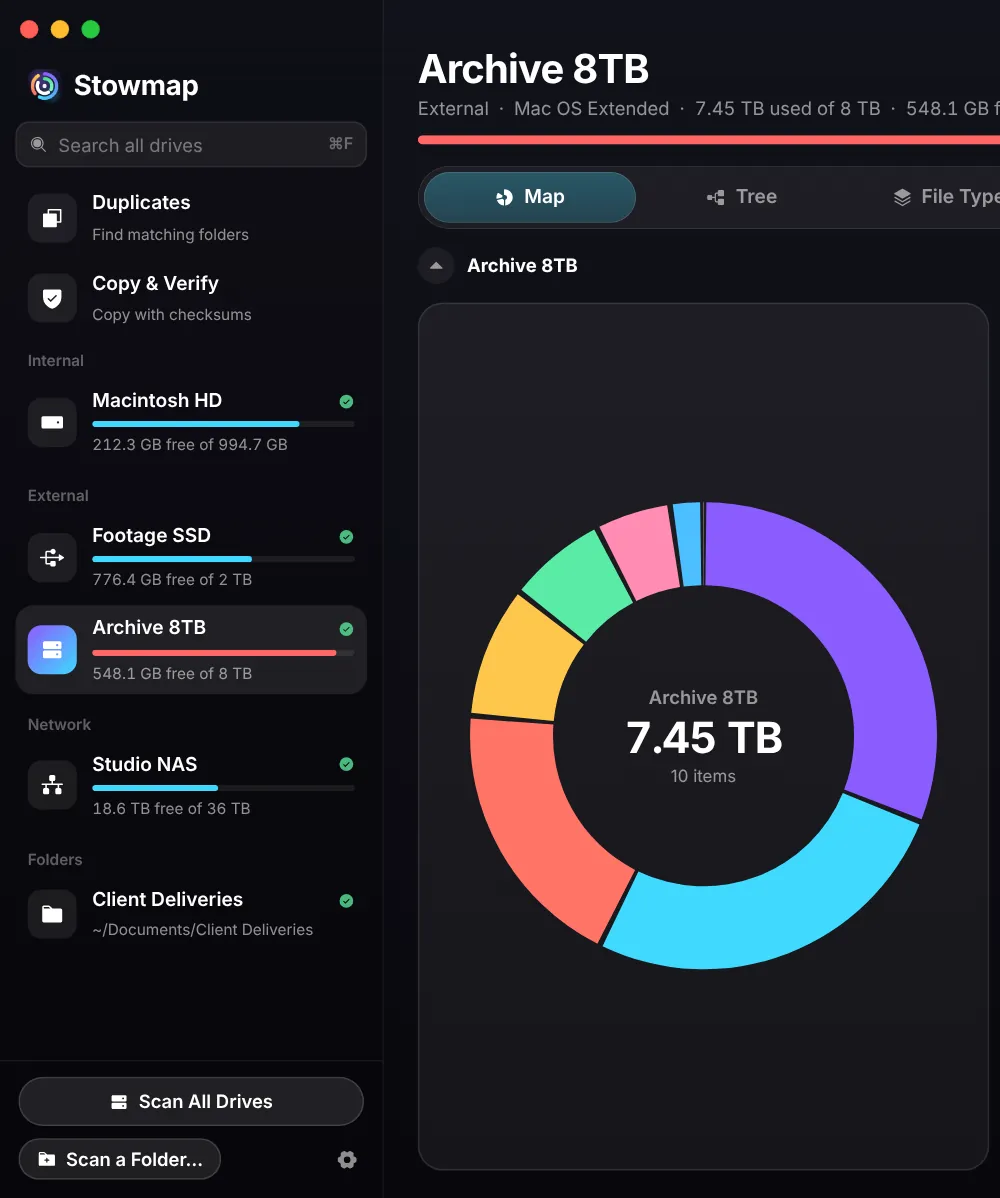 Stowmap
Search all drives ⌘F
Duplicates
Find matching folders
Copy & Verify
Copy with checksums
Internal
Macintosh HD
212.3 GB free of 994.7 GB
External
Footage SSD
776.4 GB free of 2 TB
Archive 8TB
548.1 GB free of 8 TB
Network
Studio NAS
18.6 TB free of 36 TB
Folders
Client Deliveries
~/Documents/Client Deliveries
Scan All Drives
Scan a Folder...
Archive 8TB
External · Mac OS Extended · 7.45 TB used of 8 TB · 548.1 GB f
Map
Tree
File Type
Archive 8TB
Archive 8TB
7.45 TB
10 items